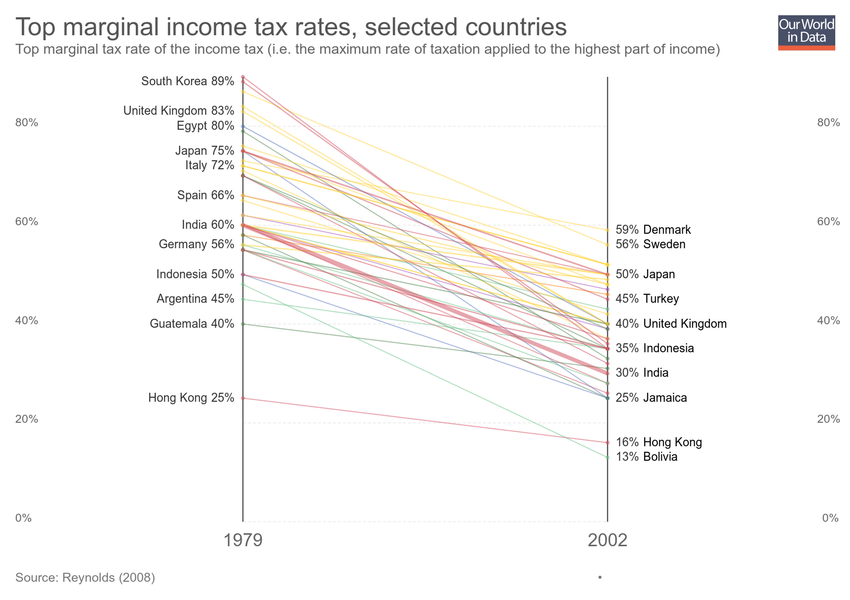 Top marginal income tax rates, selected countries
Top marginal tax rate of the income tax (i.e. the maximum rate of taxation applied to the highest part of income)
Our World
in Data
South Korea 89%
United Kingdom 83%
80%
Egypt 80%
80%
Japan 75%
Italy 72%
Spain 66%
60%
India 60%
60%
59% Denmark
Germany 56%
56% Sweden
Indonesia 50%
50% Japan
Argentina 45%
45% Turkey
40%
Guatemala 40%
40% United Kingdom
40%
35% Indonesia
30% India
Hong Kong 25%
25% Jamaica
20%
20%
16% Hong Kong
13% Bolivia
0%
0%
1979
2002
Source: Reynolds (2008)